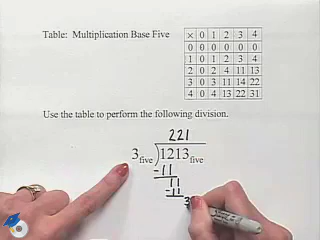 Table: Multiplication Base Five
× 0 1 2 3 4
0 0 0 0 0 0
1 0 1 2 3 4
2 0 2 4 11 13
3 0 3 11 14 22
4 0 4 13 22 31
Use the table to perform the following division.
221
3five 1213five
-11
11
-11
3